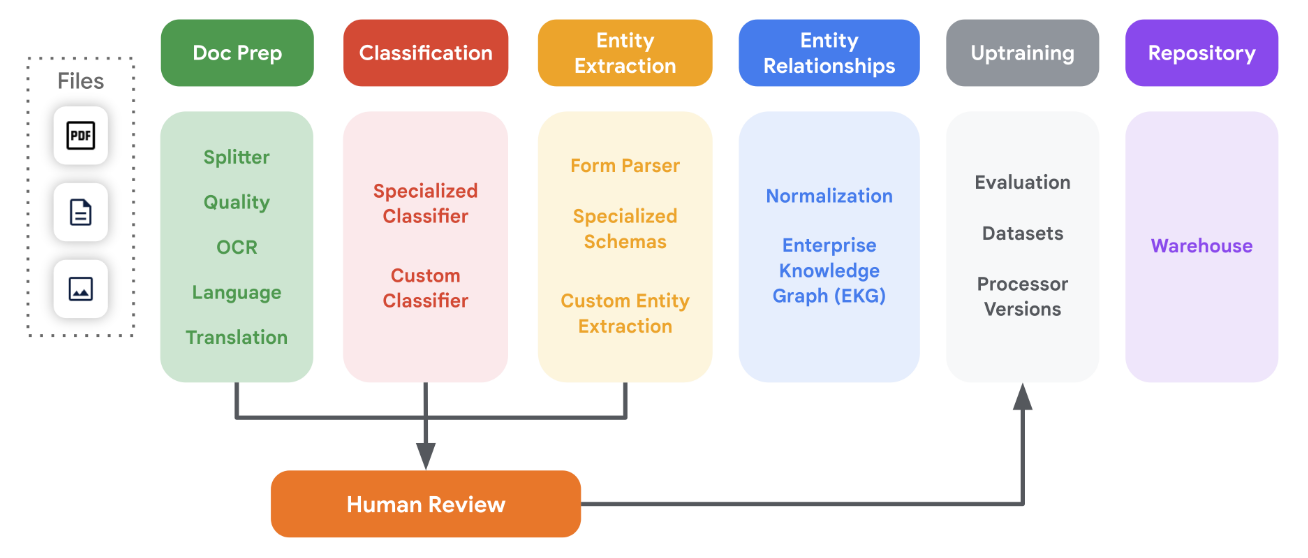 Files
PDF
Doc Prep
Splitter
Quality
OCR
Language
Translation
Classification
Specialized
Classifier
Custom
Classifier
Entity
Extraction
Form Parser
Specialized
Schemas
Custom Entity
Extraction
Entity
Relationships
Normalization
Enterprise
Knowledge
Graph (EKG)
Uptraining
Evaluation
Datasets
Processor
Versions
Repository
Warehouse
Human Review